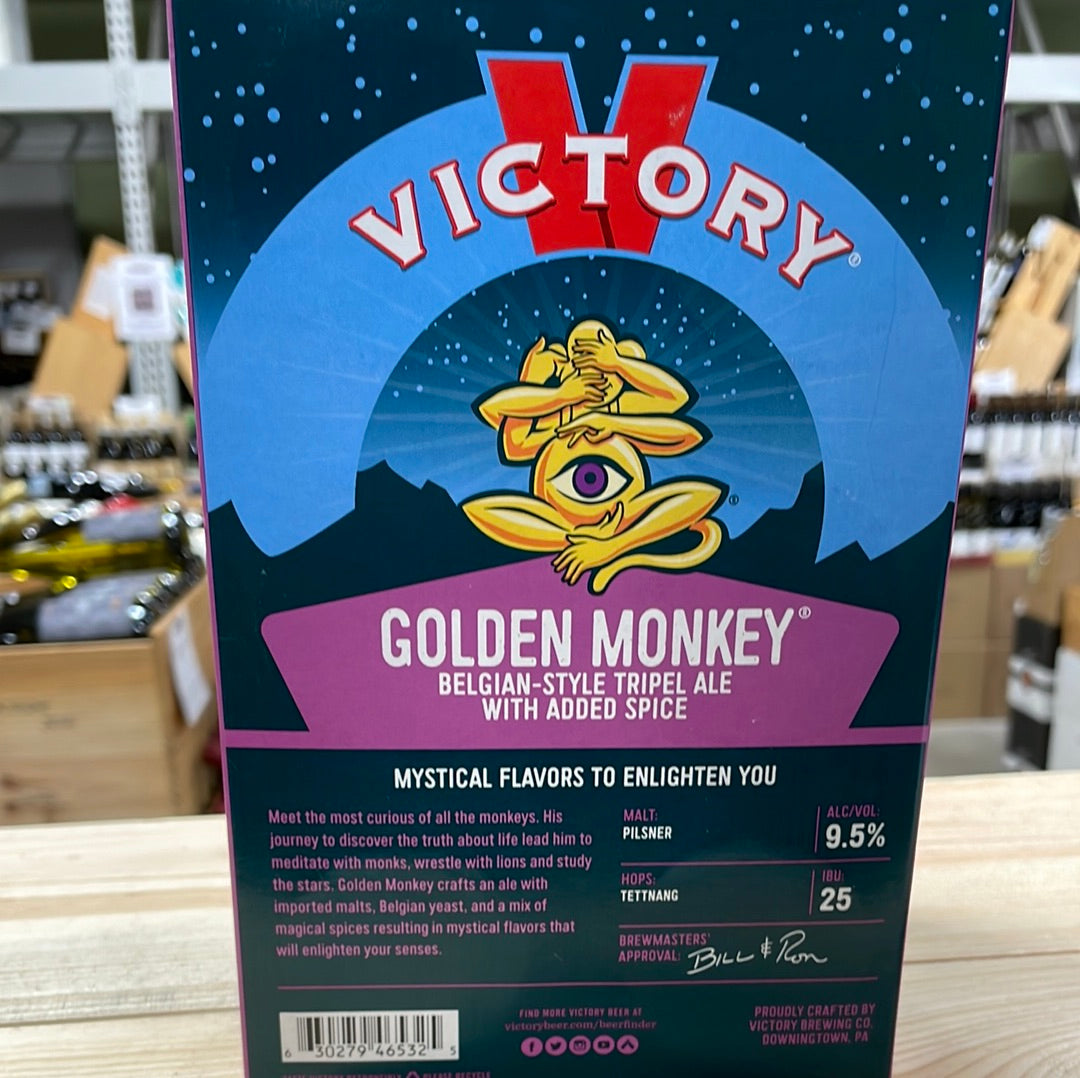 VICTORY®
®
GOLDEN MONKEY®
BELGIAN-STYLE TRIPEL ALE
WITH ADDED SPICE
MYSTICAL FLAVORS TO ENLIGHTEN YOU
Meet the most curious of all the monkeys. His
journey to discover the truth about life lead him to
meditate with monks, wrestle with lions and study
the stars. Golden Monkey crafts an ale with
imported malts, Belgian yeast, and a mix of
magical spices resulting in mystical flavors that
will enlighten your senses.
MALT:
PILSNER
ALC/VOL:
9.5%
HOPS:
TETTNANG
IBU:
25
BREWMASTERS'
APPROVAL: BILL & Ron
6 30279 46532 5
FIND MORE VICTORY BEER AT
victorybeer.com/beerfinder
PROUDLY CRAFTED BY
VICTORY BREWING CO.
DOWNINGTOWN, PA
TASTE VICTORY RESPONSIBLY PLEASE RECYCLE